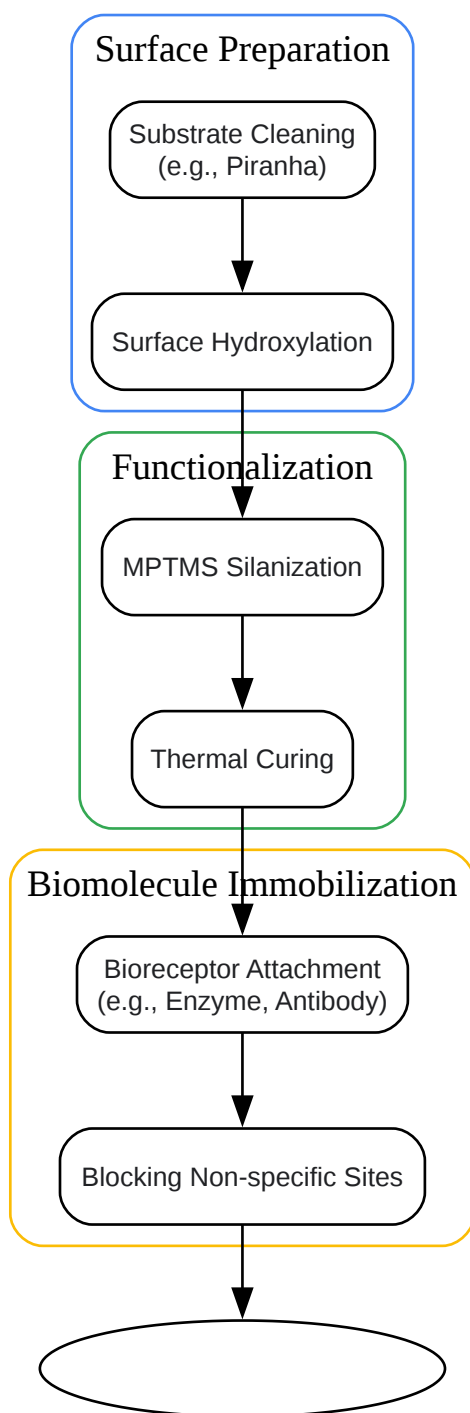 Surface Preparation
Substrate Cleaning
(e.g., Piranha)
Surface Hydroxylation
Functionalization
MPTMS Silanization
Thermal Curing
Biomolecule Immobilization
Bioreceptor Attachment
(e.g., Enzyme, Antibody)
Blocking Non-specific Sites